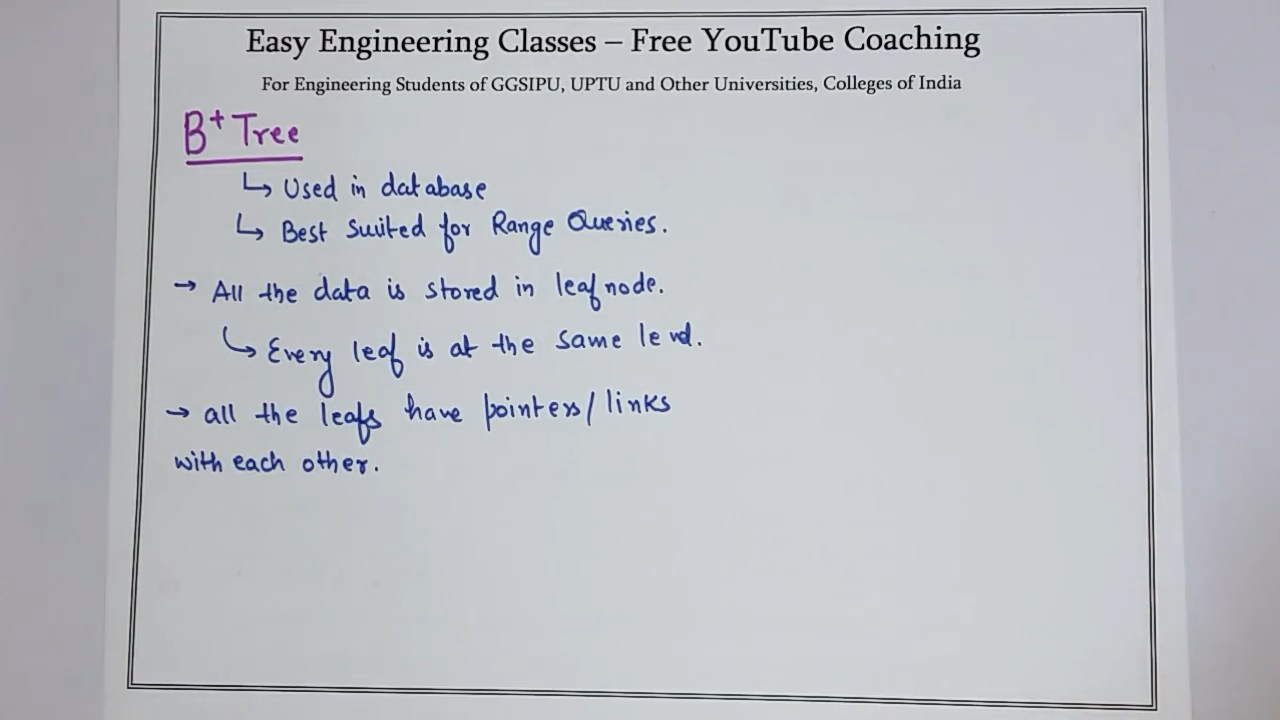 Easy Engineering Classes – Free YouTube Coaching
For Engineering Students of GGSIPU, UPTU and Other Universities, Colleges of India
B+ Tree
↳ Used in database
↳ Best Suited for Range Queries.
→ All the data is stored in leaf node.
↳ Every leaf is at the same level.
→ all the leafs have pointers/links
with each other.